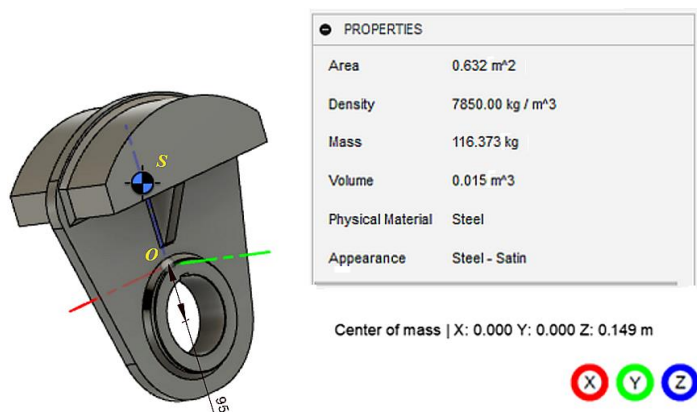 S
O
95
PROPERTIES
Area 0.632 m^2
Density 7850.00 kg / m^3
Mass 116.373 kg
Volume 0.015 m^3
Physical Material Steel
Appearance Steel - Satin
Center of mass | X: 0.000 Y: 0.000 Z: 0.149 m
X Y Z